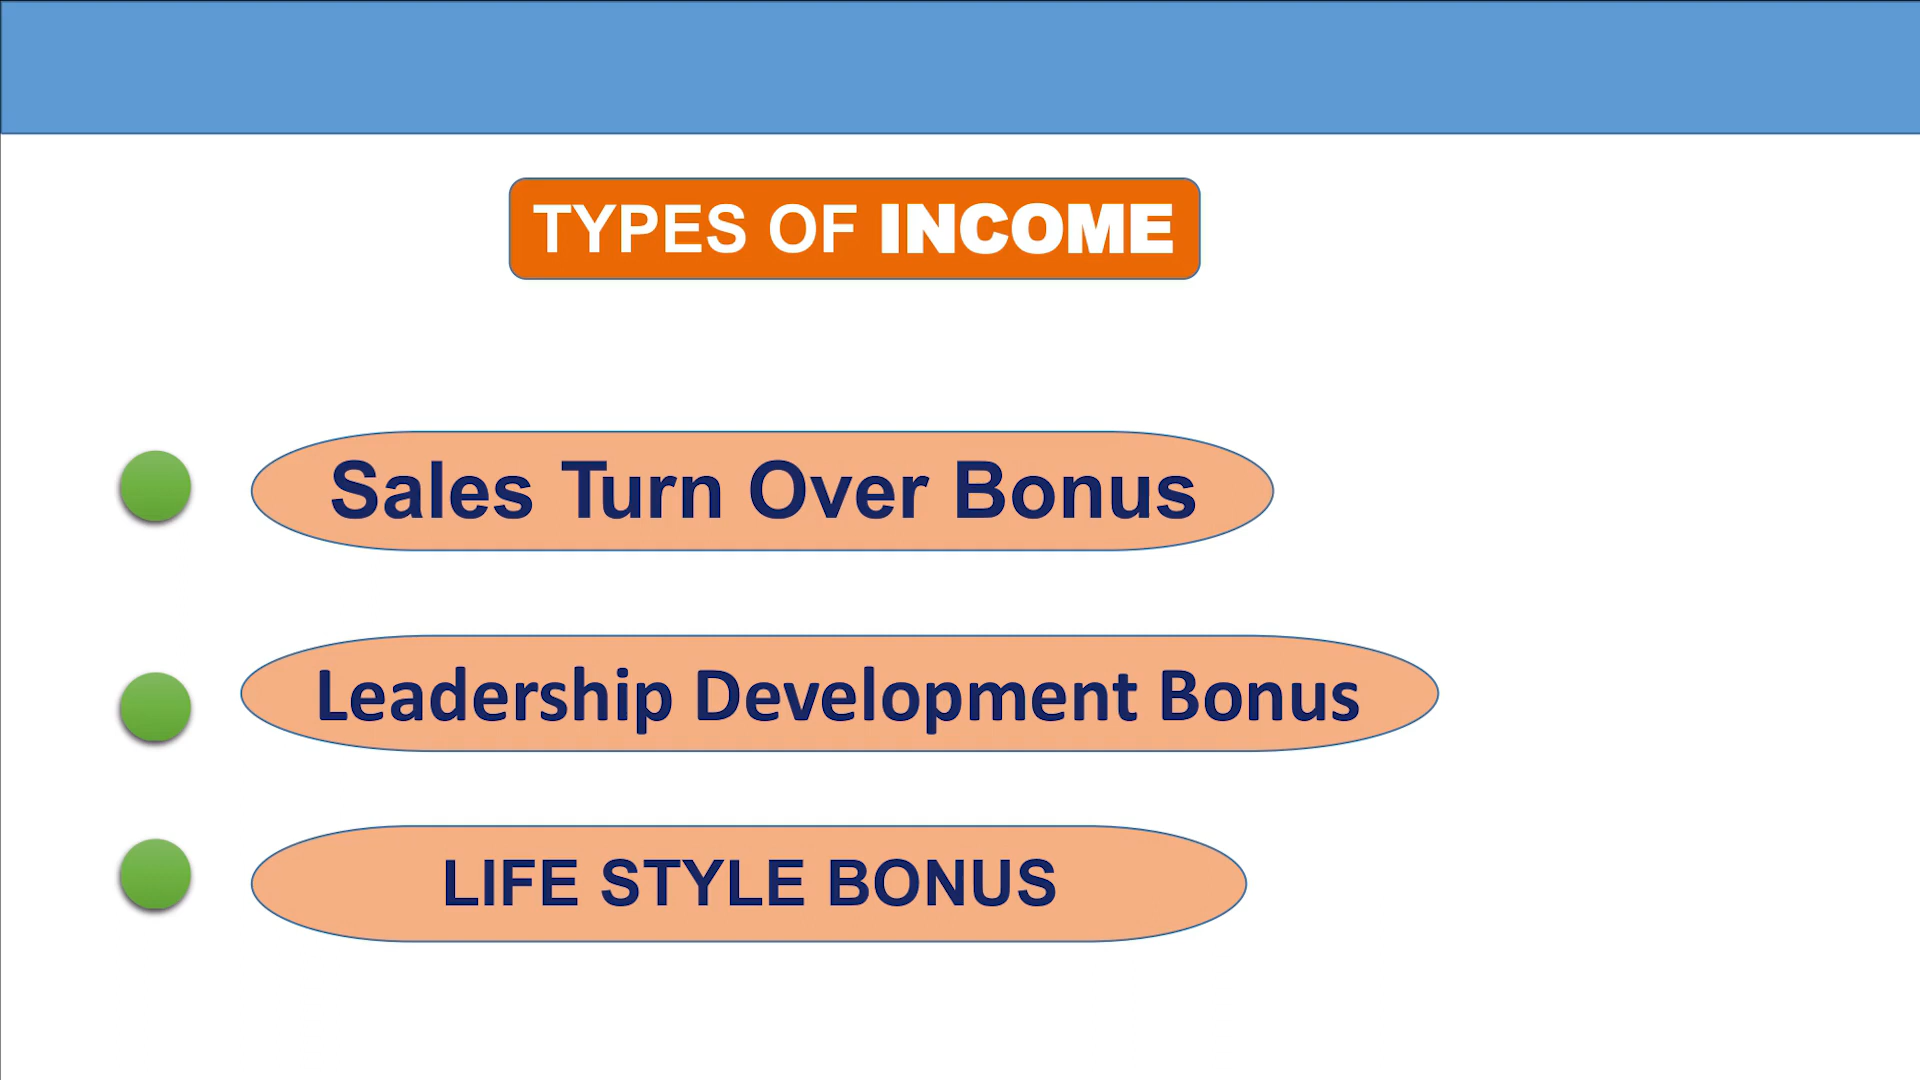 TYPES OF INCOME
Sales Turn Over Bonus
Leadership Development Bonus
LIFE STYLE BONUS